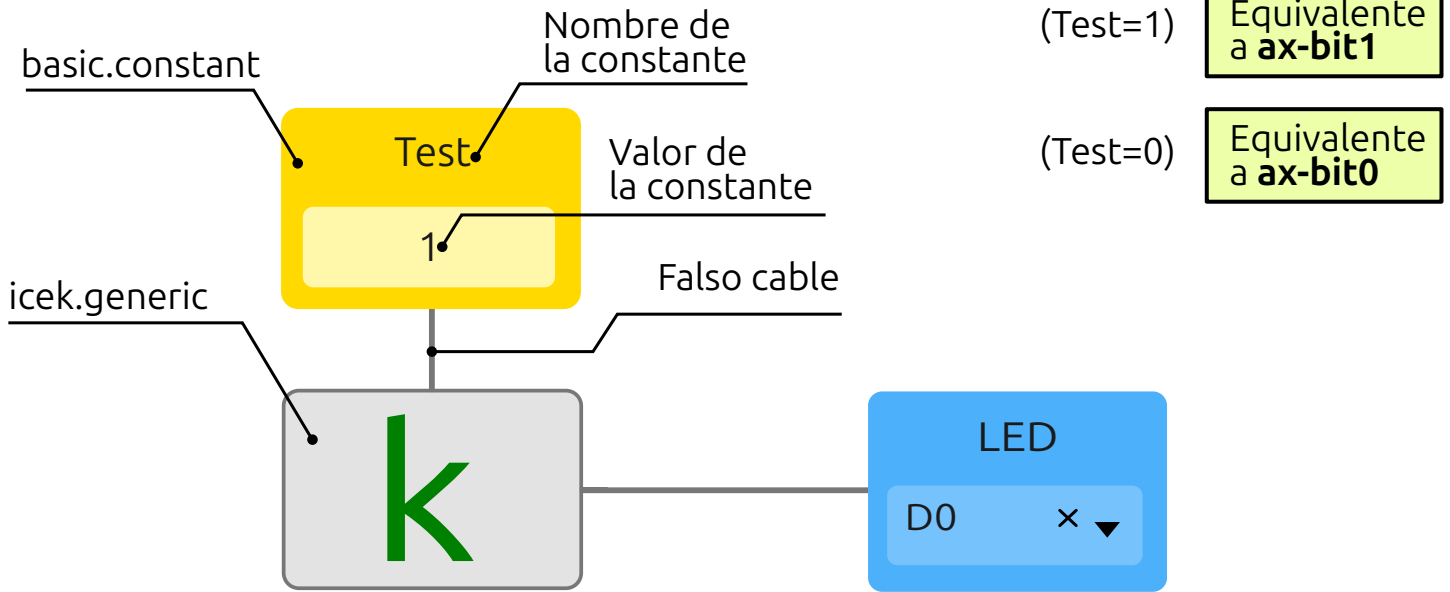 Nombre de
la constante
(Test=1)
Equivalente
a ax-bit1
basic.constant
Test
Valor de
la constante
(Test=0)
Equivalente
a ax-bit0
1
Falso cable
icek.generic
k
LED
D0